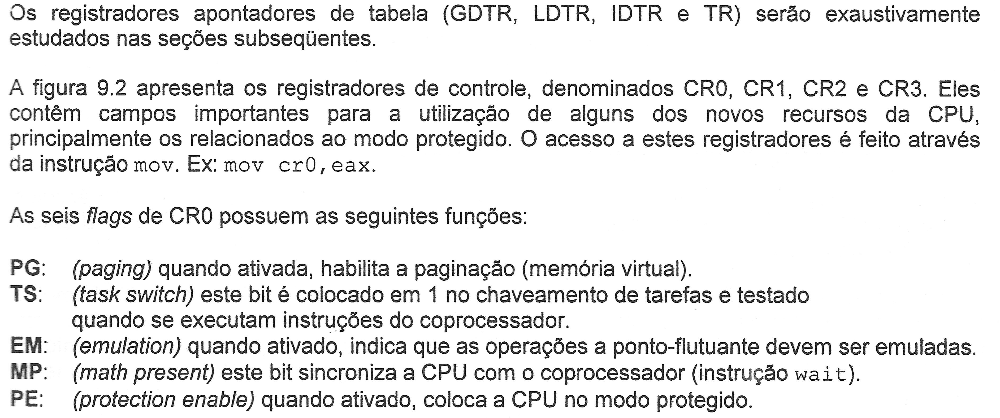 Os registradores apontadores de tabela (GDTR, LDTR, IDTR e TR) serão exaustivamente
estudados nas seções subseqüentes.
A figura 9.2 apresenta os registradores de controle, denominados CR0, CR1, CR2 e CR3. Eles
contêm campos importantes para a utilização de alguns dos novos recursos da CPU,
principalmente os relacionados ao modo protegido. O acesso a estes registradores é feito através
da instrução mov. Ex: mov cr0,eax.
As seis flags de CR0 possuem as seguintes funções:
PG: (paging) quando ativada, habilita a paginação (memória virtual).
TS: (task switch) este bit é colocado em 1 no chaveamento de tarefas e testado
quando se executam instruções do coprocessador.
EM: (emulation) quando ativado, indica que as operações a ponto-flutuante devem ser emuladas.
MP: (math present) este bit sincroniza a CPU com o coprocessador (instrução wait).
PE: (protection enable) quando ativado, coloca a CPU no modo protegido.